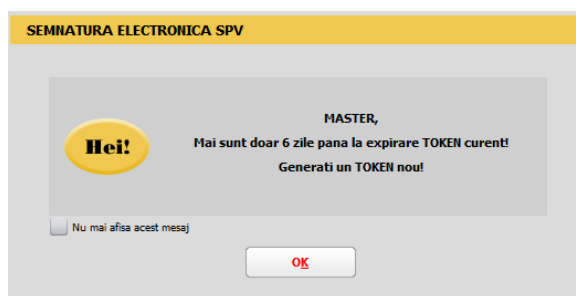 SEMNATURA ELECTRONICA SPV
Hei!
MASTER,
Mai sunt doar 6 zile pana la expirare TOKEN curent!
Generati un TOKEN nou!
Nu mai afisa acest mesaj
OK